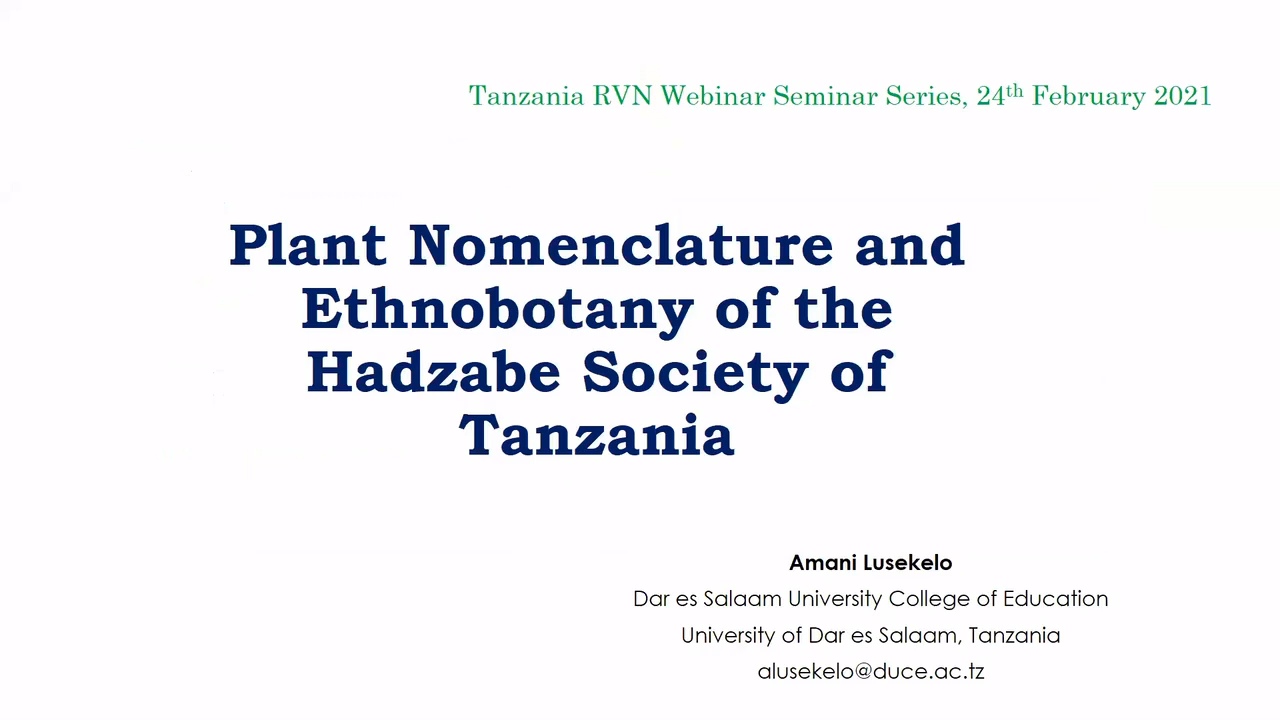 Tanzania RVN Webinar Seminar Series, 24th February 2021
Plant Nomenclature and
Ethnobotany of the
Hadzabe Society of
Tanzania
Amani Lusekelo
Dar es Salaam University College of Education
University of Dar es Salaam, Tanzania
alusekelo@duce.ac.tz